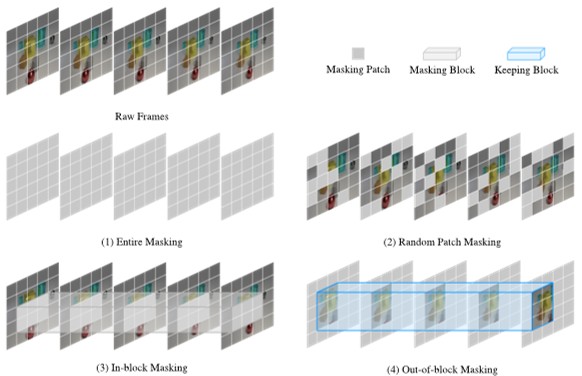 Masking Patch Masking Block Keeping Block
Raw Frames
(1) Entire Masking
(2) Random Patch Masking
(3) In-block Masking
(4) Out-of-block Masking